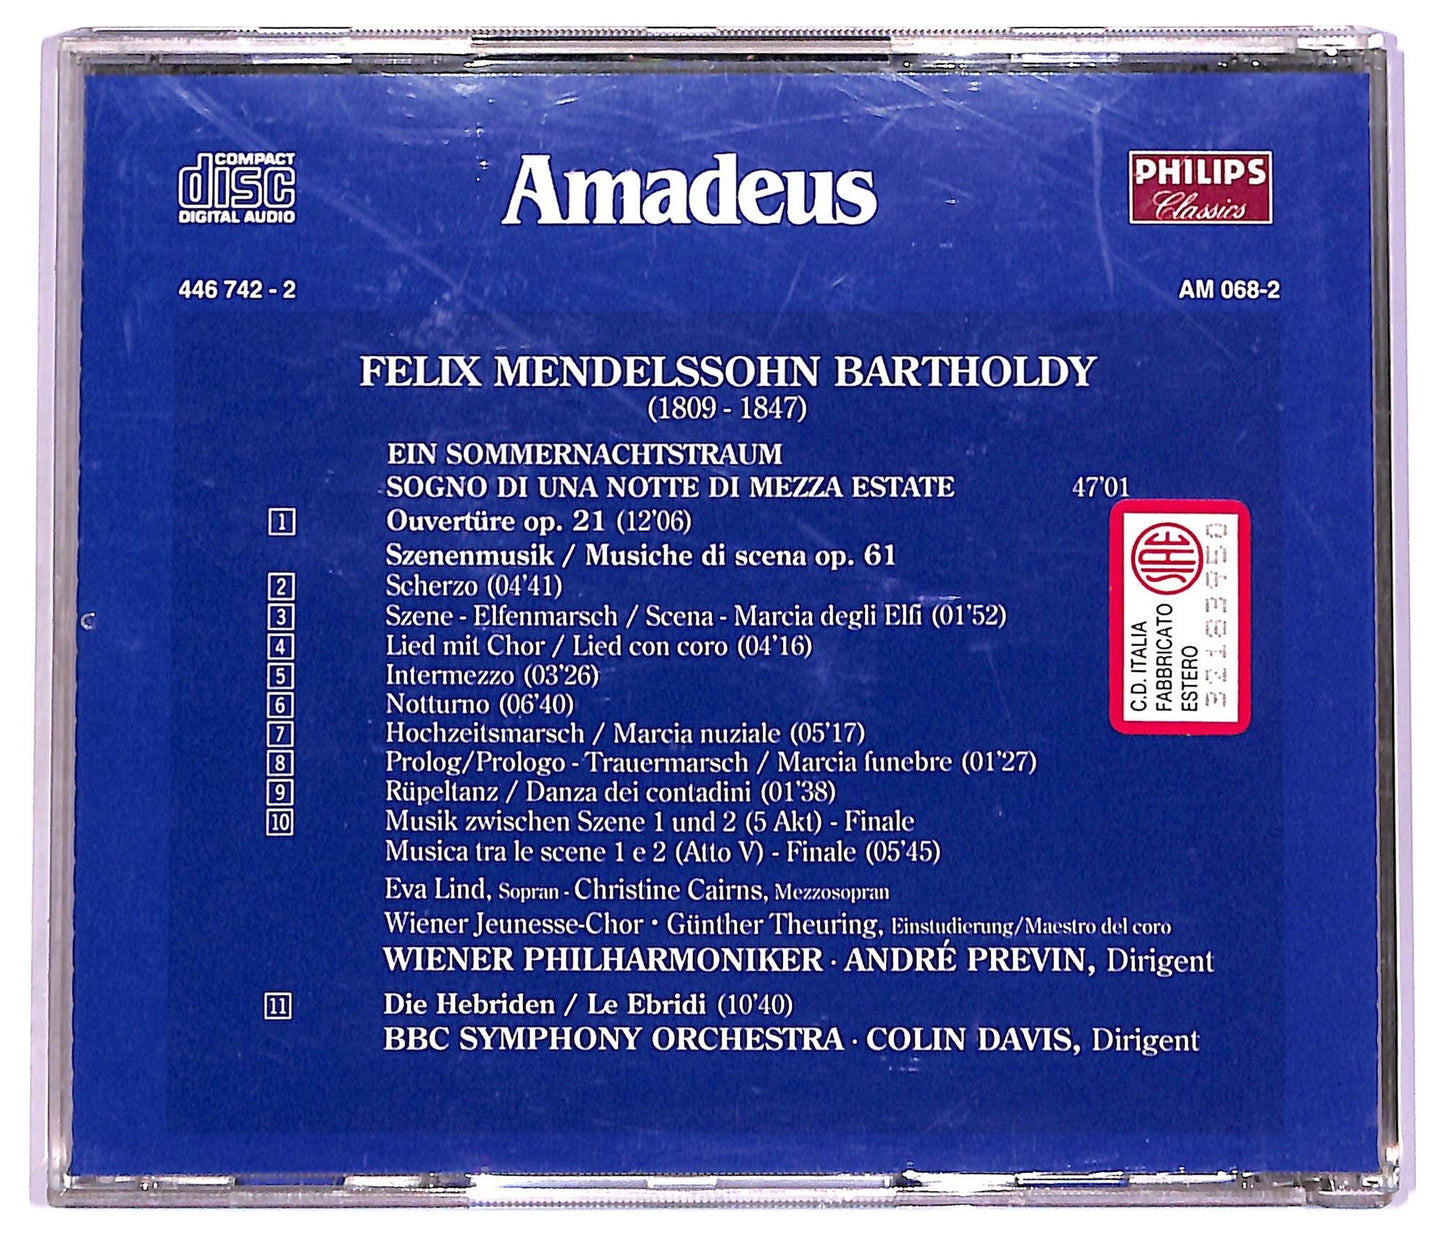 COMPACT
disc
DIGITAL AUDIO
Amadeus
PHILIPS
Classics
446 742 - 2
AM 068-2
FELIX MENDELSSOHN BARTHOLDY
(1809 - 1847)
EIN SOMMERNACHTSTRAUM
SOGNO DI UNA NOTTE DI MEZZA ESTATE 47'01
1 Ouvertüre op. 21 (12'06)
Szenenmusik / Musiche di scena op. 61
2 Scherzo (04'41)
3 Szene - Elfenmarsch / Scena - Marcia degli Elfi (01'52)
4 Lied mit Chor / Lied con coro (04'16)
5 Intermezzo (03'26)
6 Notturno (06'40)
7 Hochzeitsmarsch / Marcia nuziale (05'17)
8 Prolog/Prologo - Trauermarsch / Marcia funebre (01'27)
9 Rüpeltanz / Danza dei contadini (01'38)
10 Musik zwischen Szene 1 und 2 (5 Akt) - Finale
Musica tra le scene 1 e 2 (Atto V) - Finale (05'45)
Eva Lind, Sopran - Christine Cairns, Mezzosopran
Wiener Jeunesse-Chor · Günther Theuring, Einstudierung/Maestro del coro
WIENER PHILHARMONIKER · ANDRÉ PREVIN, Dirigent
11 Die Hebriden / Le Ebridi (10'40)
BBC SYMPHONY ORCHESTRA · COLIN DAVIS, Dirigent
SIAE
C.D. ITALIA
FABBRICATO
ESTERO